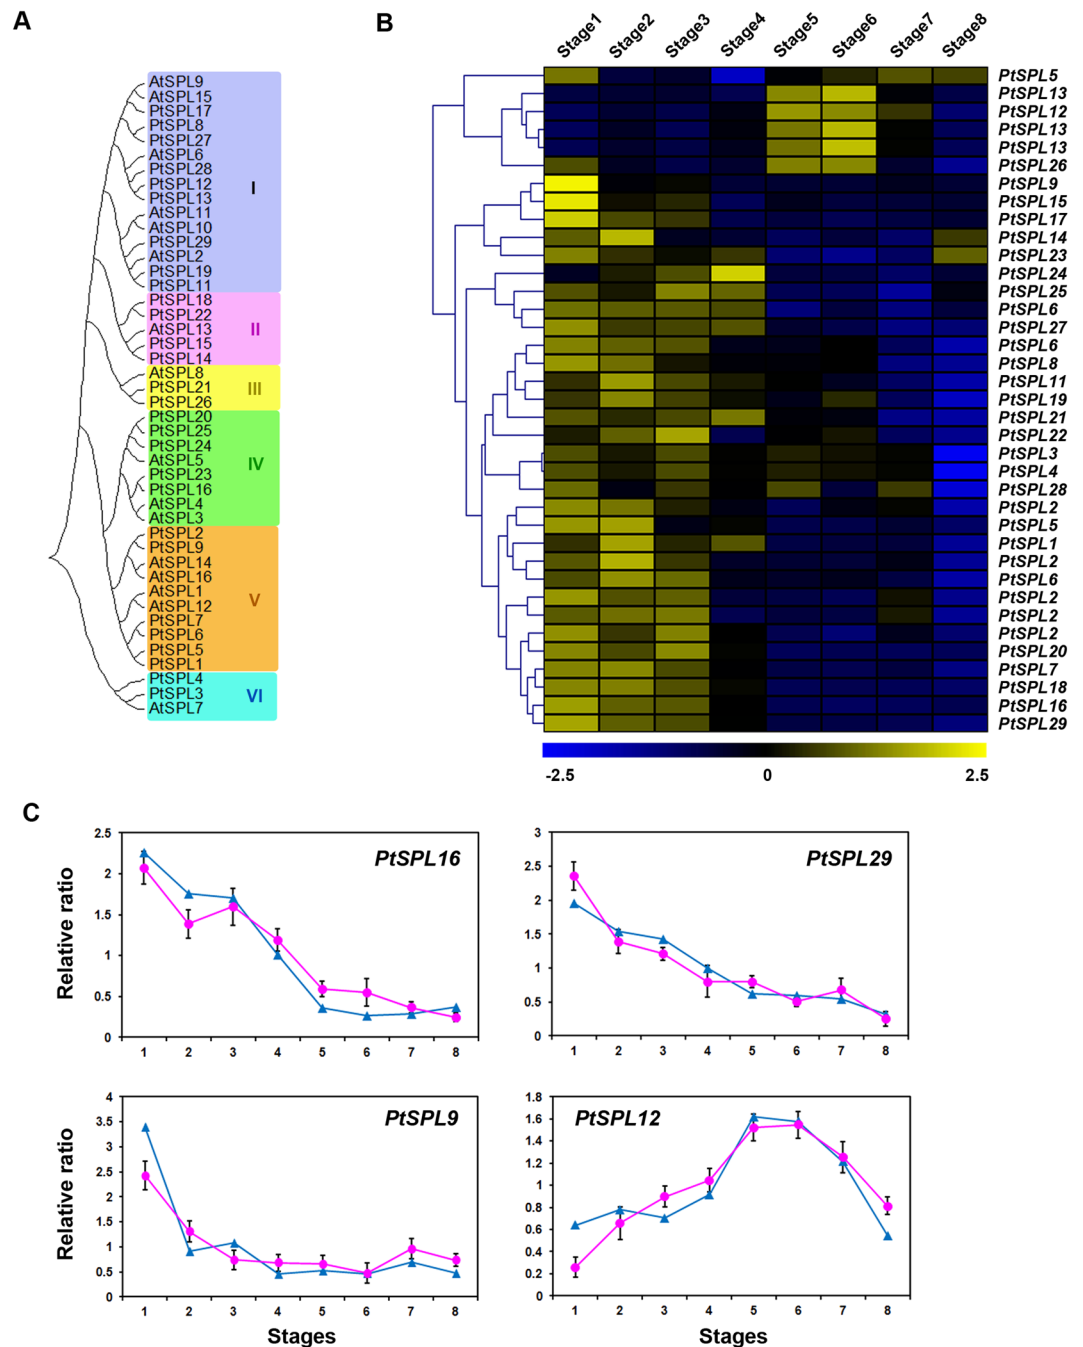 A
AtSPL9
AtSPL15
PtSPL17
PtSPL8
PtSPL27
AtSPL6
PtSPL28
PtSPL12
PtSPL13
AtSPL11
AtSPL10
PtSPL29
AtSPL2
PtSPL19
PtSPL11
I
PtSPL18
PtSPL22
AtSPL13
PtSPL15
PtSPL14
II
AtSPL8
PtSPL21
PtSPL26
III
PtSPL20
PtSPL25
PtSPL24
AtSPL5
PtSPL23
PtSPL16
AtSPL4
AtSPL3
IV
PtSPL2
PtSPL9
AtSPL14
AtSPL16
AtSPL1
AtSPL12
PtSPL7
PtSPL6
PtSPL5
PtSPL1
V
PtSPL4
PtSPL3
AtSPL7
VI
B
Stage1 Stage2 Stage3 Stage4 Stage5 Stage6 Stage7 Stage8
PtSPL5
PtSPL13
PtSPL12
PtSPL13
PtSPL13
PtSPL26
PtSPL9
PtSPL15
PtSPL17
PtSPL14
PtSPL23
PtSPL24
PtSPL25
PtSPL6
PtSPL27
PtSPL6
PtSPL8
PtSPL11
PtSPL19
PtSPL21
PtSPL22
PtSPL3
PtSPL4
PtSPL28
PtSPL2
PtSPL5
PtSPL1
PtSPL2
PtSPL6
PtSPL2
PtSPL2
PtSPL2
PtSPL20
PtSPL7
PtSPL18
PtSPL16
PtSPL29
-2.5 0 2.5
C
PtSPL16
Relative ratio
2.5
2
1.5
1
0.5
0
1 2 3 4 5 6 7 8
PtSPL29
3
2.5
2
1.5
1
0.5
0
1 2 3 4 5 6 7 8
PtSPL9
Relative ratio
4
3.5
3
2.5
2
1.5
1
0.5
0
1 2 3 4 5 6 7 8
Stages
PtSPL12
1.8
1.6
1.4
1.2
1
0.8
0.6
0.4
0.2
0
1 2 3 4 5 6 7 8
Stages